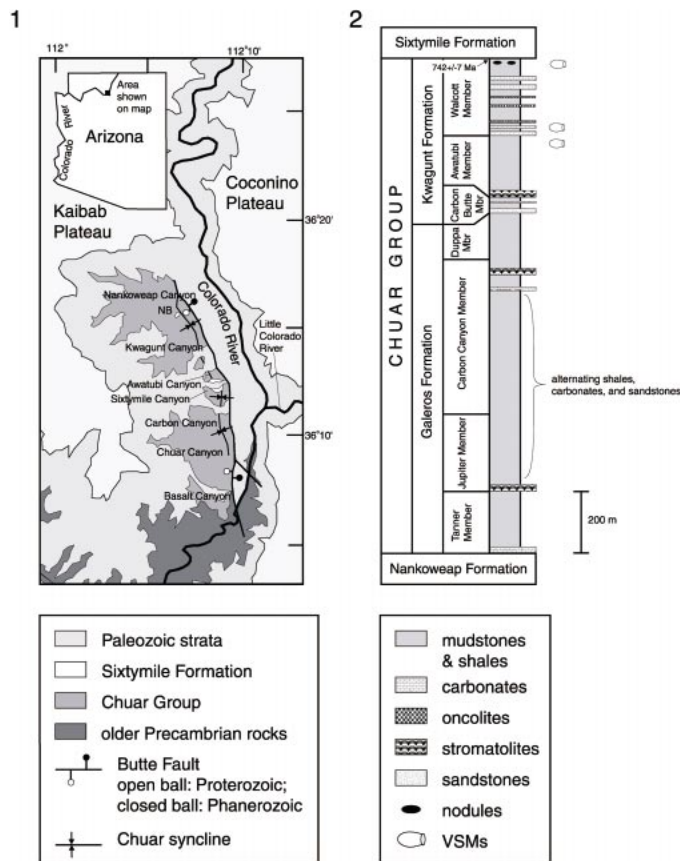 1
112°
112°10'
Area
shown
on map
Colorado River
Arizona
Coconino
Plateau
Kaibab
Plateau
36°20'
Nankoweap Canyon
NB
Colorado River
Little
Colorado
River
Kwagunt Canyon
Awatubi Canyon
Sixtymile Canyon
Carbon Canyon
36°10'
Chuar Canyon
Basalt Canyon
Paleozoic strata
Sixtymile Formation
Chuar Group
older Precambrian rocks
Butte Fault
open ball: Proterozoic;
closed ball: Phanerozoic
Chuar syncline
2
Sixtymile Formation
742+/-7 Ma
CHUAR GROUP
Kwagunt Formation
Galeros Formation
Walcott
Member
Awatubi
Member
Carbon
Butte
Mbr
Duppa
Mbr
Carbon Canyon Member
Jupiter Member
Tanner
Member
alternating shales,
carbonates, and sandstones
200 m
Nankoweap Formation
mudstones
& shales
carbonates
oncolites
stromatolites
sandstones
nodules
VSMs